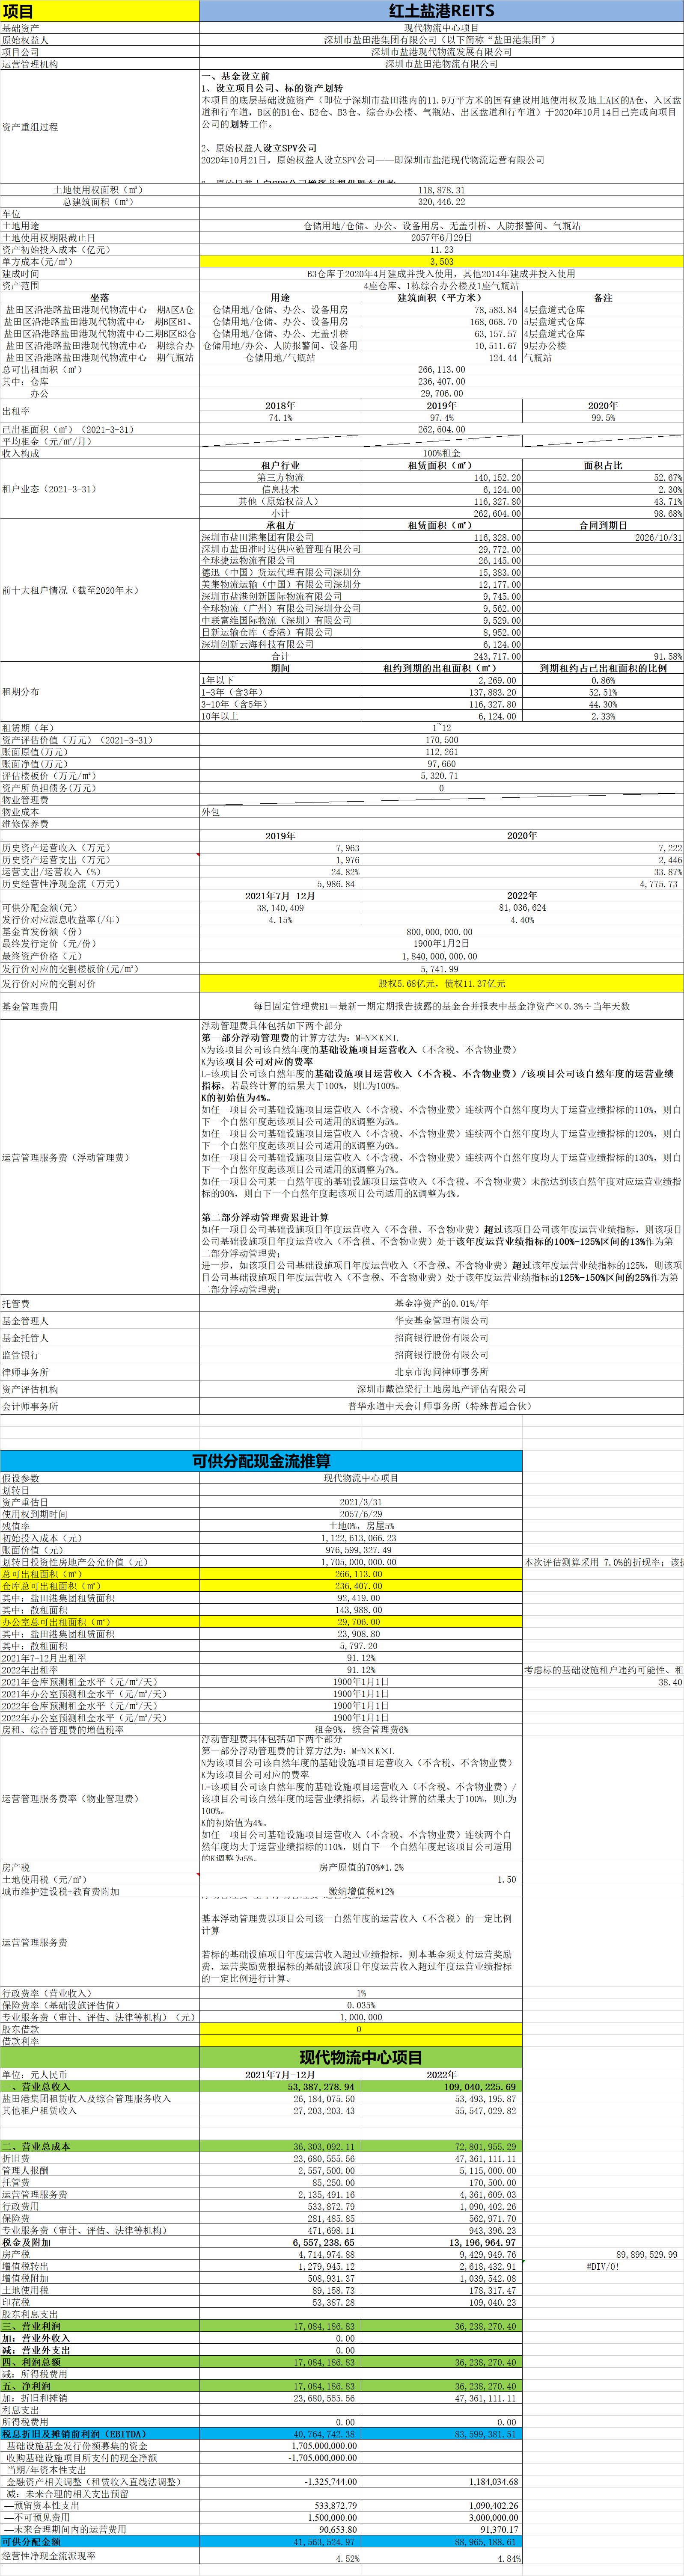 项目 红土盐港REITS
基础资产 现代物流中心项目
原始权益人 深圳市盐田港集团有限公司（以下简称“盐田港集团”）
项目公司 深圳市盐港现代物流发展有限公司
运营管理机构 深圳市盐田港物流有限公司
资产重组过程
一、基金设立前
1、设立项目公司、标的资产划转
本项目的底层基础设施资产（即位于深圳市盐田港内的11.9万平方米的国有建设用地使用权及地上A区的A仓、入区盘道和行车道，B区的B1仓、B2仓、B3仓、综合办公楼、气瓶站、出区盘道和行车道）于2020年10月14日已完成向项目公司的划转工作。
2、原始权益人设立SPV公司
2020年10月21日，原始权益人设立SPV公司——即深圳市盐港现代物流运营有限公司
土地使用权面积（㎡） 118,878.31
总建筑面积（㎡） 320,446.22
车位
土地用途 仓储用地/仓储、办公、设备用房、无盖引桥、人防报警间、气瓶站
土地使用权期限截止日 2057年6月29日
资产初始投入成本（亿元） 11.23
单方成本(元/㎡) 3,503
建成时间 B3仓库于2020年4月建成并投入使用，其他2014年建成并投入使用
资产范围 4座仓库、1栋综合办公楼及1座气瓶站
坐落 用途 建筑面积（平方米） 备注
盐田区沿港路盐田港现代物流中心一期A区A仓 仓储用地/仓储、办公、设备用房 78,583.84 4层盘道式仓库
盐田区沿港路盐田港现代物流中心一期B区B1、 仓储用地/仓储、办公、设备用房 168,068.70 5层盘道式仓库
盐田区沿港路盐田港现代物流中心二期B区B3仓 仓储用地/仓储、办公、无盖引桥 63,157.57 4层盘道式仓库
盐田区沿港路盐田港现代物流中心一期综合办 仓储用地/办公、人防报警间、设备用 10,511.67 9层办公楼
盐田区沿港路盐田港现代物流中心一期气瓶站 仓储用地/气瓶站 124.44 气瓶站
总可出租面积（㎡） 266,113.00
其中：仓库 236,407.00
办公 29,706.00
出租率 2018年 2019年 2020年
74.1% 97.4% 99.5%
已出租面积（㎡）（2021-3-31） 262,604.00
平均租金（元/㎡/月）
收入构成 100%租金
租户业态（2021-3-31）
租户行业 租赁面积（㎡） 面积占比
第三方物流 140,152.20 52.67%
信息技术 6,124.00 2.30%
其他（原始权益人） 116,327.80 43.71%
小计 262,604.00 98.68%
前十大租户情况（截至2020年末）
承租方 租赁面积（㎡） 合同到期日
深圳市盐田港集团有限公司 116,328.00 2026/10/31
深圳市盐田准时达供应链管理有限公司 29,772.00
全球捷运物流有限公司 26,145.00
德迅（中国）货运代理有限公司深圳分 15,383.00
美集物流运输（中国）有限公司深圳分 12,177.00
深圳市盐港创新国际物流有限公司 9,745.00
全球物流（广州）有限公司深圳分公司 9,562.00
中联富维国际物流（深圳）有限公司 9,529.00
日新运输仓库（香港）有限公司 8,952.00
深圳创新云海科技有限公司 6,124.00
合计 243,717.00 91.58%
租期分布
期间 租约到期的出租面积（㎡） 到期租约占已出租面积的比例
1年以下 2,269.00 0.86%
1-3年（含3年） 137,883.20 52.51%
3-10年（含5年） 116,327.80 44.30%
10年以上 6,124.00 2.33%
租赁期（年） 1~12
资产评估价值（万元）（2021-3-31） 170,500
账面原值(万元) 112,261
账面净值(万元) 97,660
评估楼板价（万元/㎡） 5,320.71
资产所负担债务(万元) 0
物业管理费
物业成本 外包
维修保养费
2019年 2020年
历史资产运营收入（万元） 7,963 7,222
历史资产运营支出（万元） 1,976 2,446
运营支出/运营收入（%） 24.82% 33.87%
历史经营性净现金流（万元） 5,986.84 4,775.73
2021年7月-12月 2022年
可供分配金额(元) 38,140,409 81,036,624
发行价对应派息收益率(/年) 4.15% 4.40%
基金首发份额（份） 800,000,000.00
最终发行定价（元/份） 1900年1月2日
最终资产价格（元） 1,840,000,000.00
发行价对应的交割楼板价(元/㎡） 5,741.99
发行价对应的交割对价 股权5.68亿元，债权11.37亿元
基金管理费用 每日固定管理费H1＝最新一期定期报告披露的基金合并报表中基金净资产×0.3%÷当年天数
运营管理服务费（浮动管理费）
浮动管理费具体包括如下两个部分
第一部分浮动管理费的计算方法为：M=N×K×L
N为该项目公司该自然年度的基础设施项目运营收入（不含税、不含物业费）
K为该项目公司对应的费率
L=该项目公司该自然年度的基础设施项目运营收入（不含税、不含物业费）/该项目公司该自然年度的运营业绩指标，若最终计算的结果大于100%，则L为100%。
K的初始值为4%。
如任一项目公司基础设施项目运营收入（不含税、不含物业费）连续两个自然年度均大于运营业绩指标的110%，则自下一个自然年度起该项目公司适用的K调整为5%。
如任一项目公司基础设施项目运营收入（不含税、不含物业费）连续两个自然年度均大于运营业绩指标的120%，则自下一个自然年度起该项目公司适用的K调整为6%。
如任一项目公司基础设施项目运营收入（不含税、不含物业费）连续两个自然年度均大于运营业绩指标的130%，则自下一个自然年度起该项目公司适用的K调整为7%。
如任一项目公司某一自然年度的基础设施项目运营收入（不含税、不含物业费）未能达到该自然年度对应运营业绩指标的90%，则自下一个自然年度起该项目公司适用的K调整为4%。
第二部分浮动管理费累进计算
如任一项目公司基础设施项目年度运营收入（不含税、不含物业费）超过该项目公司该年度运营业绩指标，则该项目公司基础设施项目年度运营收入（不含税、不含物业费）处于该年度运营业绩指标的100%-125%区间的13%作为第二部分浮动管理费；
进一步，如该项目公司基础设施项目年度运营收入（不含税、不含物业费）超过该年度运营业绩指标的125%，则该项目公司基础设施项目年度运营收入（不含税、不含物业费）处于该年度运营业绩指标的125%-150%区间的25%作为第二部分浮动管理费；
托管费 基金净资产的0.01%/年
基金管理人 华安基金管理有限公司
基金托管人 招商银行股份有限公司
监管银行 招商银行股份有限公司
律师事务所 北京市海问律师事务所
资产评估机构 深圳市戴德梁行土地房地产评估有限公司
会计师事务所 普华永道中天会计师事务所（特殊普通合伙）
可供分配现金流推算
假设参数 现代物流中心项目
划转日
资产重估日 2021/3/31
使用权到期时间 2057/6/29
残值率 土地0%，房屋5%
初始投入成本（元） 1,122,613,066.23
账面价值（元） 976,599,327.49
划转日投资性房地产公允价值（元） 1,705,000,000.00 本次评估测算采用 7.0%的折现率；该
总可出租面积（㎡） 266,113.00
仓库总可出租面积（㎡） 236,407.00
其中：盐田港集团租赁面积 92,419.00
其中：散租面积 143,988.00
办公室总可出租面积（㎡） 29,706.00
其中：盐田港集团租赁面积 23,908.80
其中：散租面积 5,797.20
2021年7-12月出租率 91.12%
2022年出租率 91.12% 考虑标的基础设施租户违约可能性、租
2021年仓库预测租金水平（元/㎡/天） 1900年1月1日 38.40
2021年办公室预测租金水平（元/㎡/天） 1900年1月1日
2022年仓库预测租金水平（元/㎡/天） 1900年1月1日
2022年办公室预测租金水平（元/㎡/天） 1900年1月1日
房租、综合管理费的增值税率 租金9%，综合管理费6%
运营管理服务费率（物业管理费）
浮动管理费具体包括如下两个部分
第一部分浮动管理费的计算方法为：M=N×K×L
N为该项目公司该自然年度的基础设施项目运营收入（不含税、不含物业费）
K为该项目公司对应的费率
L=该项目公司该自然年度的基础设施项目运营收入（不含税、不含物业费）/该项目公司该自然年度的运营业绩指标，若最终计算的结果大于100%，则L为100%。
K的初始值为4%。
如任一项目公司基础设施项目运营收入（不含税、不含物业费）连续两个自然年度均大于运营业绩指标的110%，则自下一个自然年度起该项目公司适用的K调整为5%。
房产税 房产原值的70%*1.2%
土地使用税（元/㎡） 1.50
城市维护建设税+教育费附加 缴纳增值税*12%
运营管理服务费
基本浮动管理费以项目公司该一自然年度的运营收入（不含税）的一定比例计算
若标的基础设施项目年度运营收入超过业绩指标，则本基金须支付运营奖励费，运营奖励费根据标的基础设施项目年度运营收入超过年度运营业绩指标的一定比例进行计算。
行政费率（营业收入） 1%
保险费率（基础设施评估值） 0.035%
专业服务费（审计、评估、法律等机构）（元） 1,000,000
股东借款 0
借款利率
现代物流中心项目
单位：元人民币 2021年7月-12月 2022年
一、营业总收入 53,387,278.94 109,040,225.69
盐田港集团租赁收入及综合管理服务收入 26,184,075.50 53,493,195.87
其他租户租赁收入 27,203,203.43 55,547,029.82
二、营业总成本 36,303,092.11 72,801,955.29
折旧费 23,680,555.56 47,361,111.11
管理人报酬 2,557,500.00 5,115,000.00
托管费 85,250.00 170,500.00
运营管理服务费 2,135,491.16 4,361,609.03
行政费用 533,872.79 1,090,402.26
保险费 281,485.85 562,971.70
专业服务费（审计、评估、法律等机构） 471,698.11 943,396.23
税金及附加 6,557,238.65 13,196,964.97
房产税 4,714,974.88 9,429,949.76 89,899,529.99
增值税转出 1,279,945.12 2,618,432.91 #DIV/0!
增值税附加 508,931.37 1,039,542.08
土地使用税 89,158.73 178,317.47
印花税 53,387.28 109,040.23
股东利息支出
三、营业利润 17,084,186.83 36,238,270.40
加：营业外收入 0.00
减：营业外支出 0.00
四、利润总额 17,084,186.83 36,238,270.40
减：所得税费用
五、净利润 17,084,186.83 36,238,270.40
加：折旧和摊销 23,680,555.56 47,361,111.11
利息支出
所得税费用 0.00 0.00
税息折旧及摊销前利润（EBITDA） 40,764,742.38 83,599,381.51
基础设施基金发行份额募集的资金 1,705,000,000.00
收购基础设施项目所支付的现金净额 -1,705,000,000.00
当期/年资本性支出
金融资产相关调整（租赁收入直线法调整） -1,325,744.00 1,184,034.68
减：未来合理的相关支出预留
—预留资本性支出 533,872.79 1,090,402.26
—不可预见费用 1,500,000.00 3,000,000.00
—未来合理期间内的运营费用 90,653.80 91,370.17
可供分配金额 41,563,524.97 88,965,188.61
经营性净现金流派现率 4.52% 4.84%